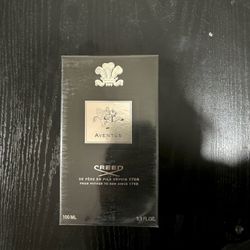 AVENTUS
CREED
DE PÈRE EN FILS DEPUIS 1760
FROM FATHER TO SON SINCE 1760
100 ML
3.3 FL.OZ.